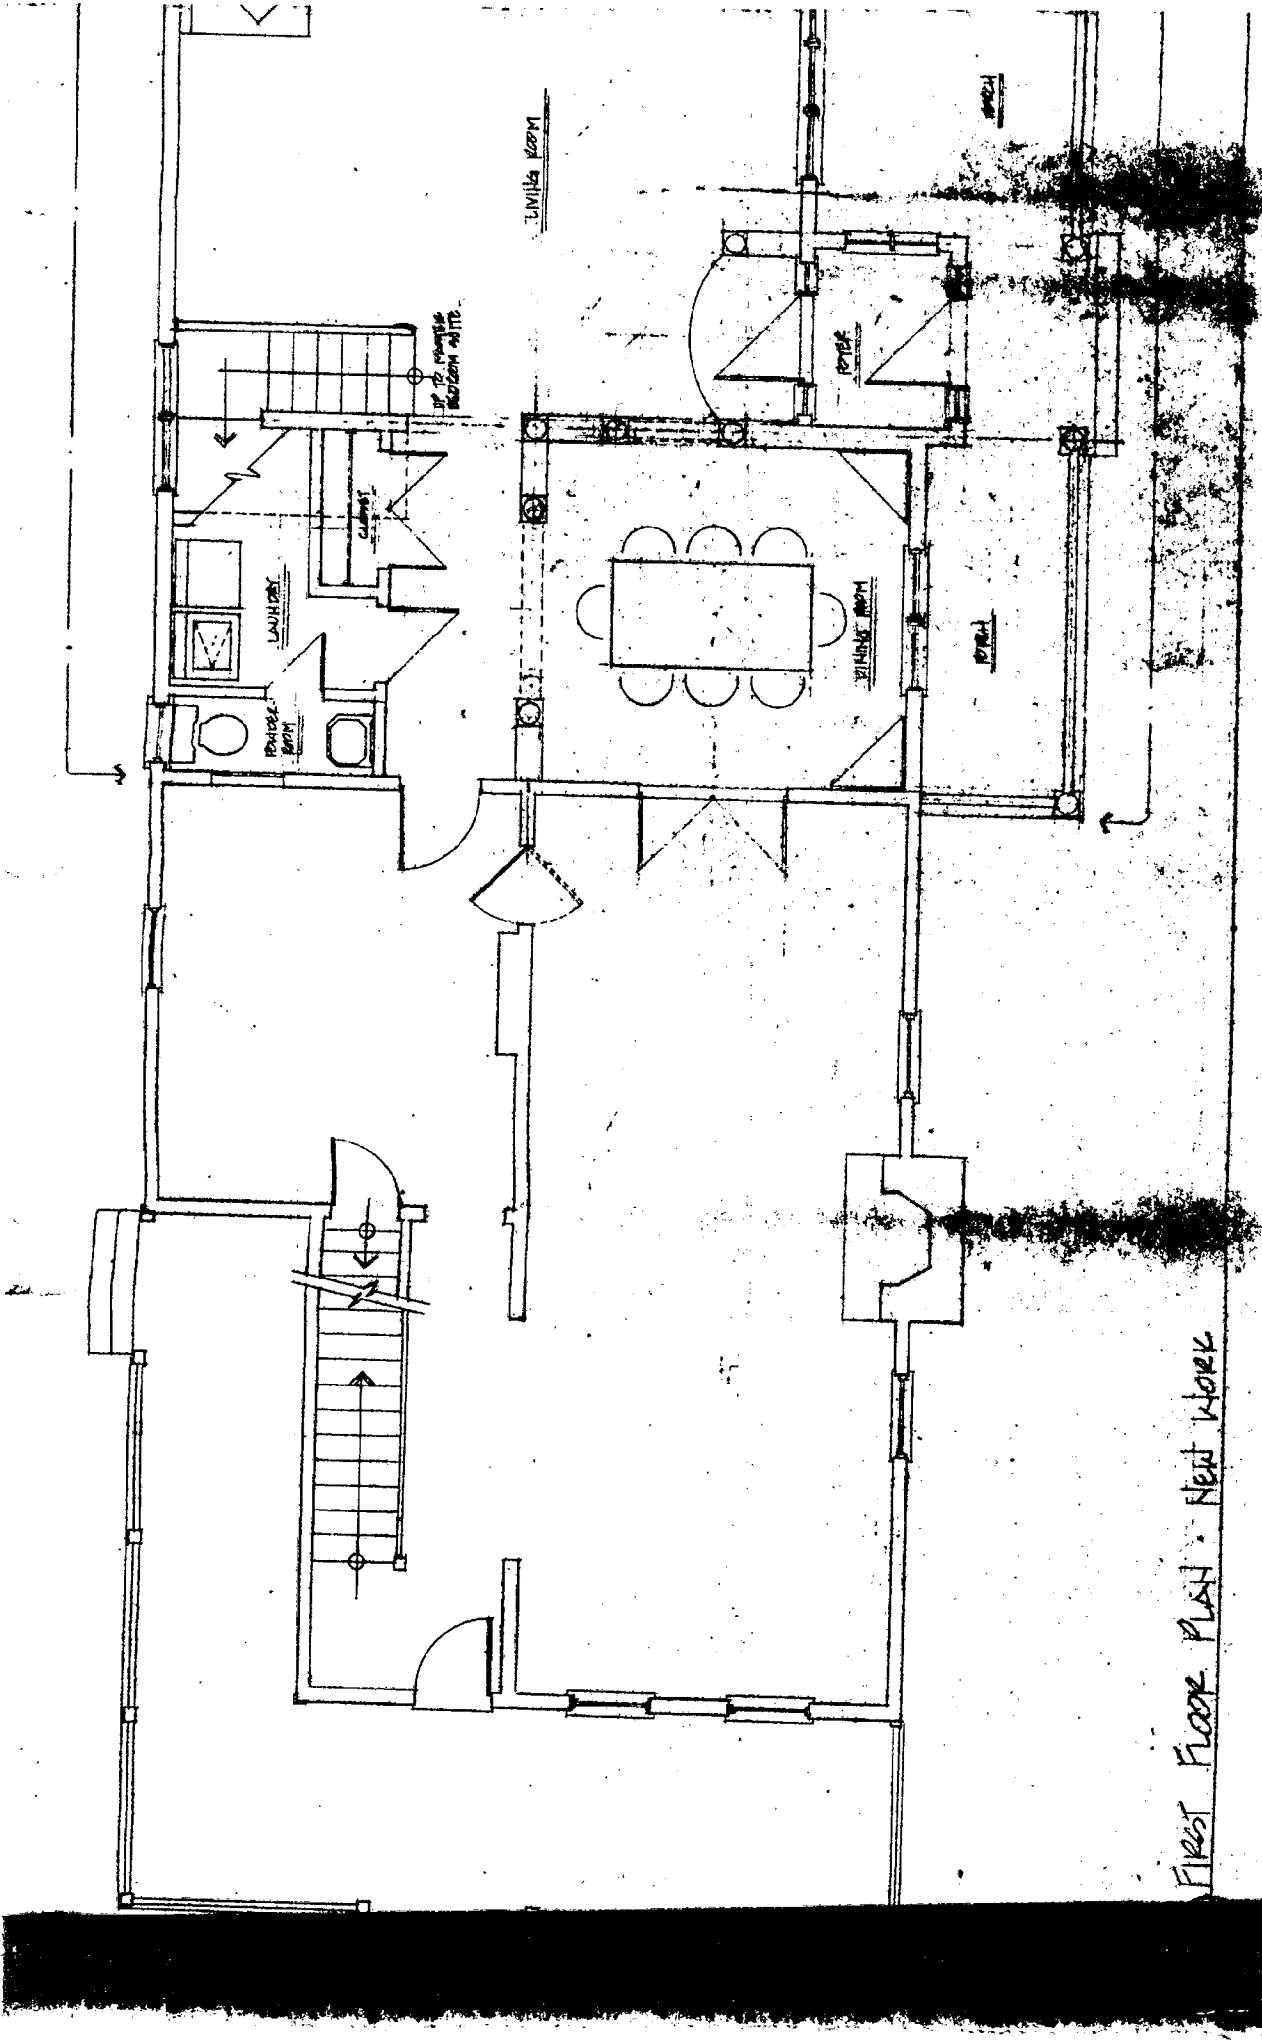 LIVING ROOM
PORCH
UP TO MASTER
BEDROOM SUITE
FOYER
CLOSET
LAUNDRY
POWDER
ROOM
DINING ROOM
PORCH
FIRST FLOOR PLAN · NEW WORK